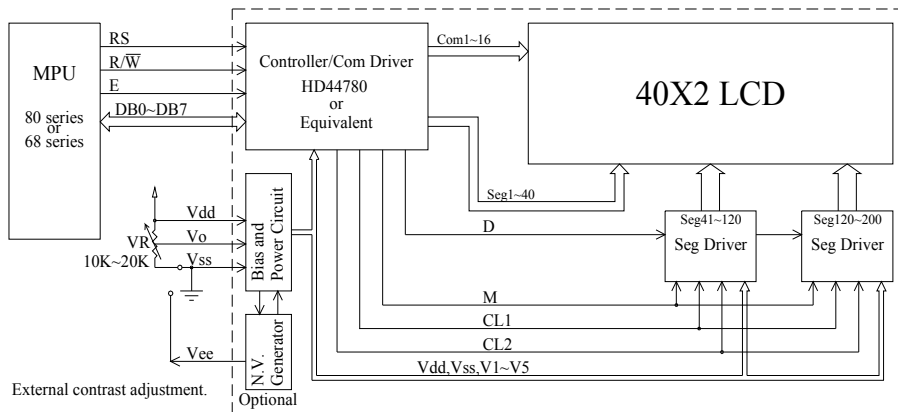 MPU
80 series
or
68 series
RS
R/W̅
E
DB0~DB7
Controller/Com Driver
HD44780
or
Equivalent
Com1~16
40X2 LCD
Seg1~40
Seg41~120
Seg Driver
Seg120~200
Seg Driver
D
M
CL1
CL2
Vdd,Vss,V1~V5
Vdd
Vo
Vss
VR
10K~20K
Bias and
Power Circuit
N.V.
Generator
Optional
Vee
External contrast adjustment.